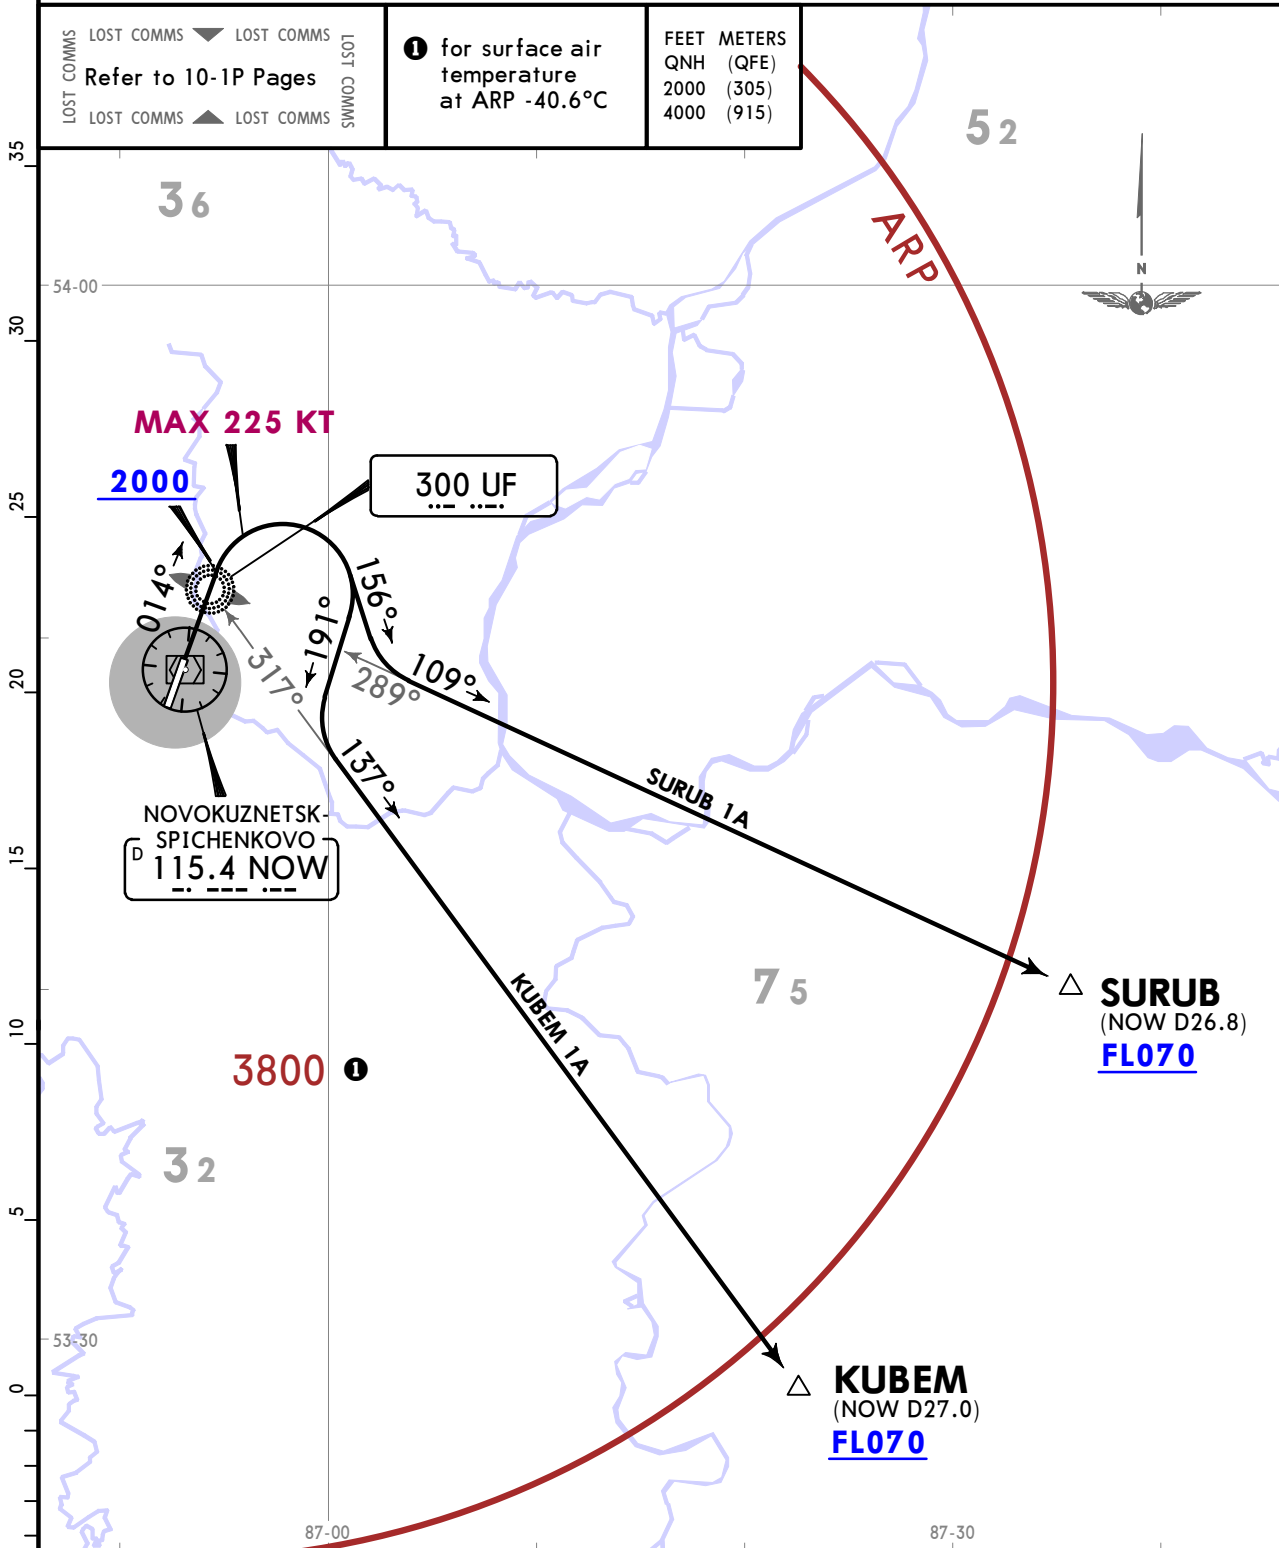 LOST COMMS LOST COMMS
LOST COMMS
LOST COMMS
Refer to 10-1P Pages
LOST COMMS LOST COMMS
1 for surface air
temperature
at ARP -40.6°C
FEET METERS
QNH (QFE)
2000 (305)
4000 (915)
52
36
ARP
35
54-00
N
30
MAX 225 KT
2000
300 UF
25
014°
156°
191°
317°
289°
109°
20
137°
SURUB 1A
NOVOKUZNETSK-
SPICHENKOVO
D 115.4 NOW
15
KUBEM 1A
75
SURUB
(NOW D26.8)
FL070
10
3800 1
32
5
53-30
0
KUBEM
(NOW D27.0)
FL070
87-00
87-30